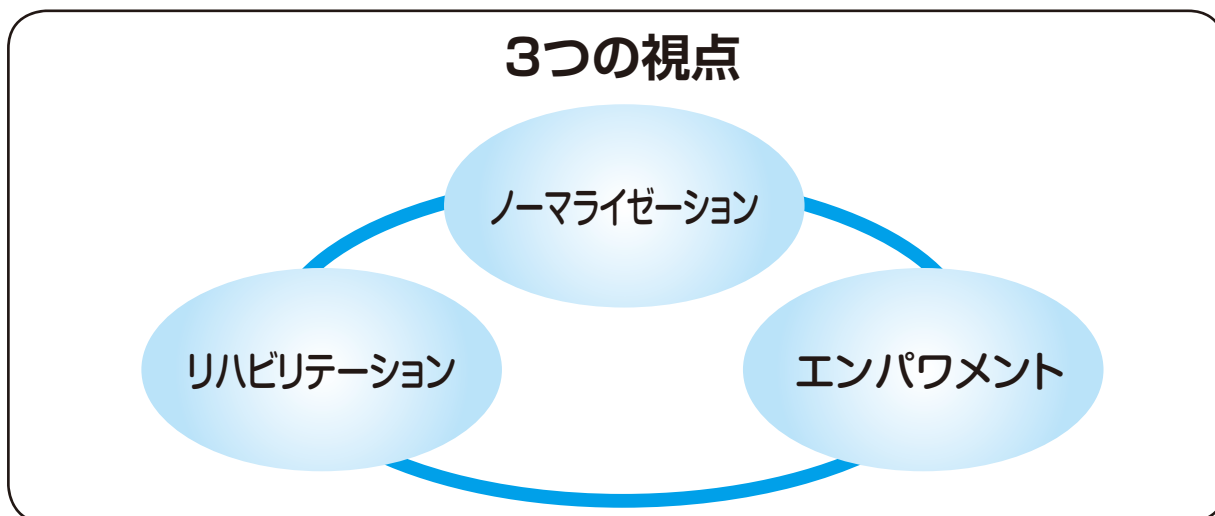 3つの視点
ノーマライゼーション
リハビリテーション
エンパワメント